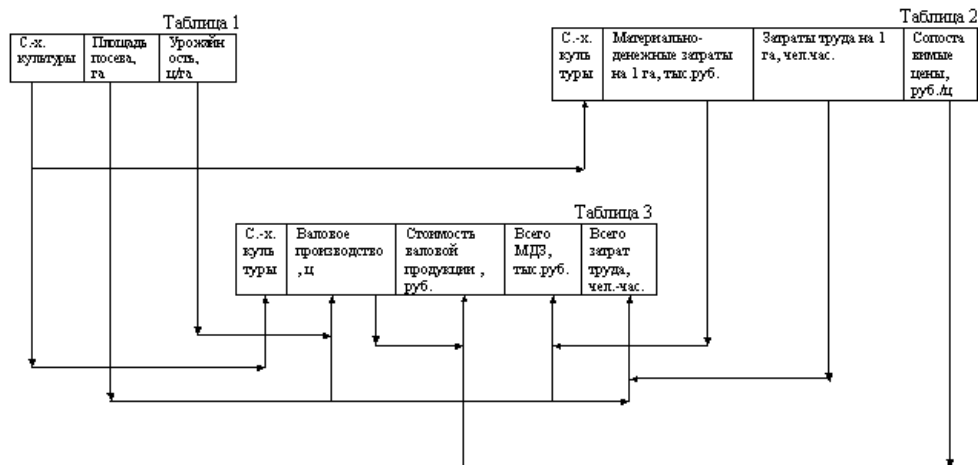 Таблица 1
С.-х.
культуры
Площадь
посева,
га
Урожайн
ость,
ц/га
Таблица 2
С.-х.
куль
туры
Материально-
денежные затраты
на 1 га, тыс.руб.
Затраты труда на 1
га, чел.час.
Сопоста
вимые
цены,
руб./ц
Таблица 3
С.-х.
куль
туры
Валовое
производство
, ц
Стоимость
валовой
продукции ,
руб.
Всего
МДЗ,
тыс.руб.
Всего
затрат
труда,
чел.-час.